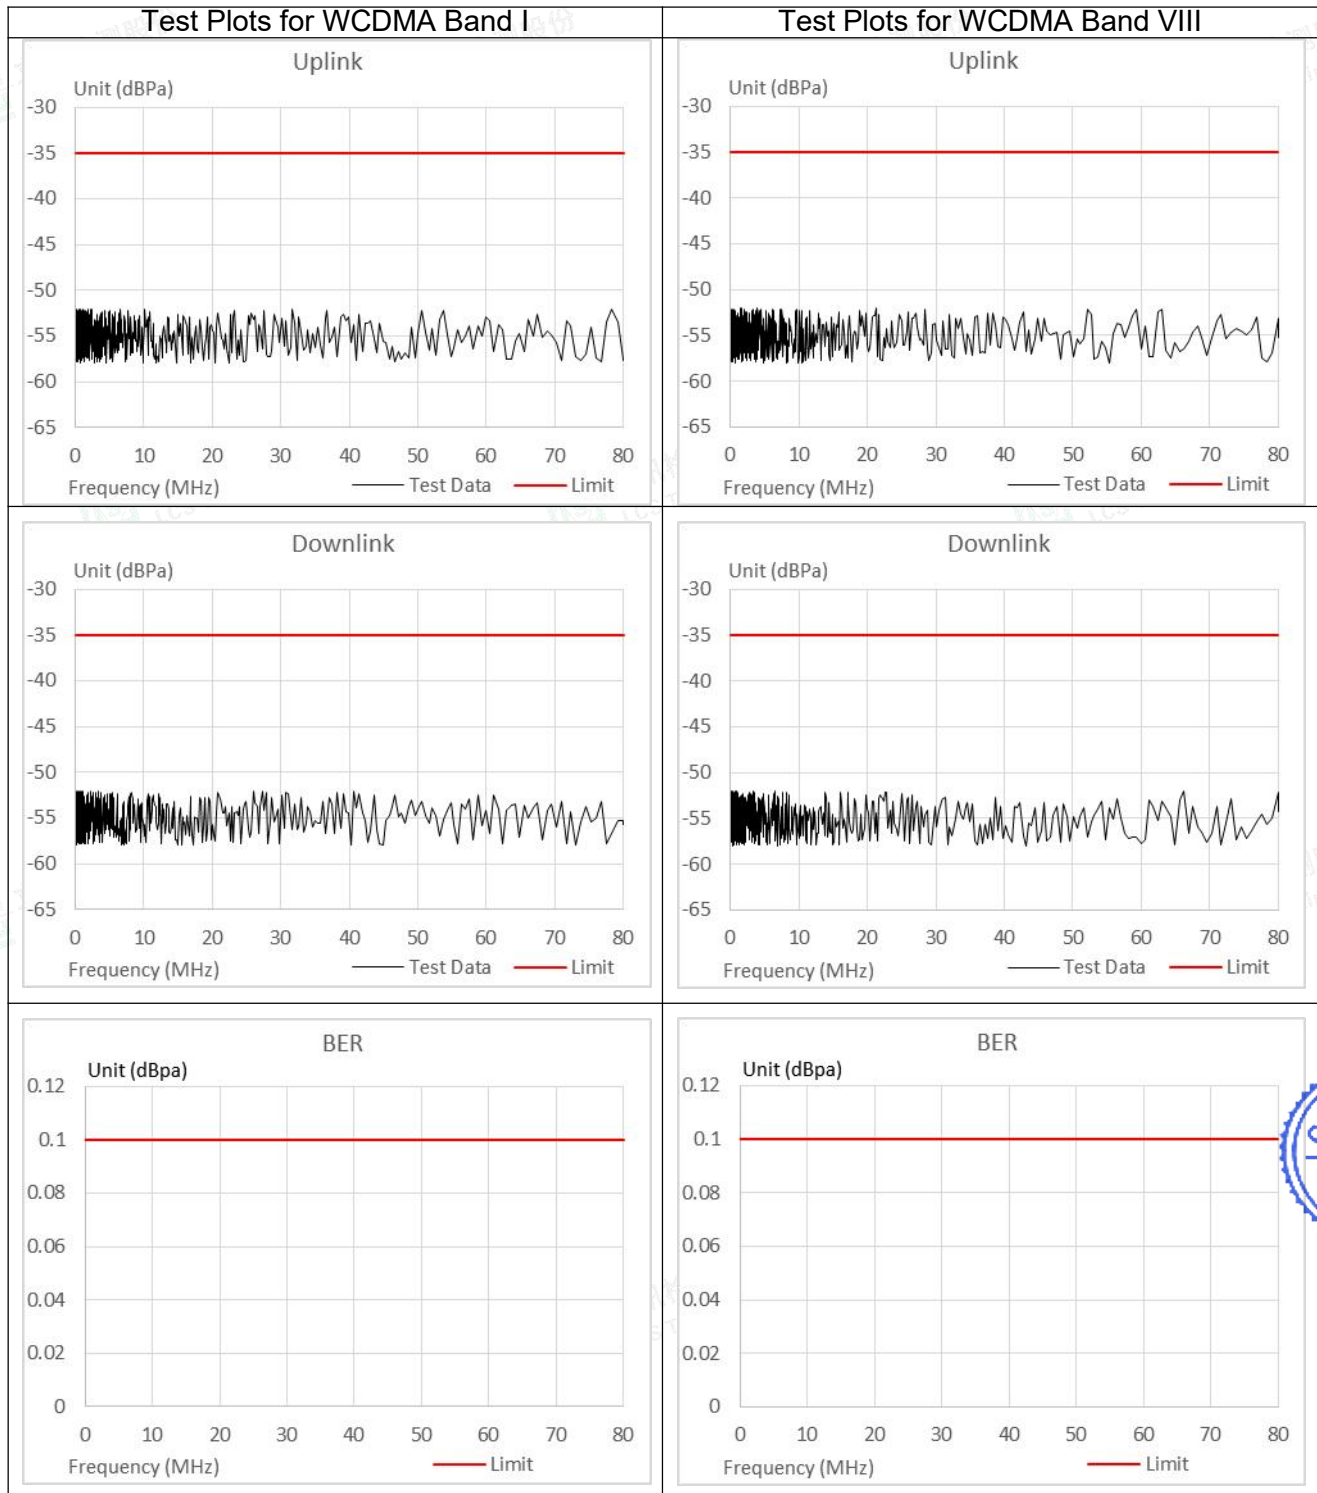 Test Plots for WCDMA Band I
Test Plots for WCDMA Band VIII
Uplink
Unit (dBPa)
-30
-35
-40
-45
-50
-55
-60
-65
0 10 20 30 40 50 60 70 80
Frequency (MHz)
Test Data
Limit
Uplink
Unit (dBPa)
-30
-35
-40
-45
-50
-55
-60
-65
0 10 20 30 40 50 60 70 80
Frequency (MHz)
Test Data
Limit
Downlink
Unit (dBPa)
-30
-35
-40
-45
-50
-55
-60
-65
0 10 20 30 40 50 60 70 80
Frequency (MHz)
Test Data
Limit
Downlink
Unit (dBPa)
-30
-35
-40
-45
-50
-55
-60
-65
0 10 20 30 40 50 60 70 80
Frequency (MHz)
Test Data
Limit
BER
Unit (dBpa)
0.12
0.1
0.08
0.06
0.04
0.02
0
0 10 20 30 40 50 60 70 80
Frequency (MHz)
Limit
BER
Unit (dBpa)
0.12
0.1
0.08
0.06
0.04
0.02
0
0 10 20 30 40 50 60 70 80
Frequency (MHz)
Limit